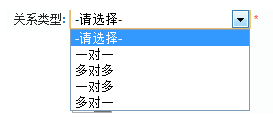 关系类型: -请选择- *
-请选择-
一对一
多对多
一对多
多对一